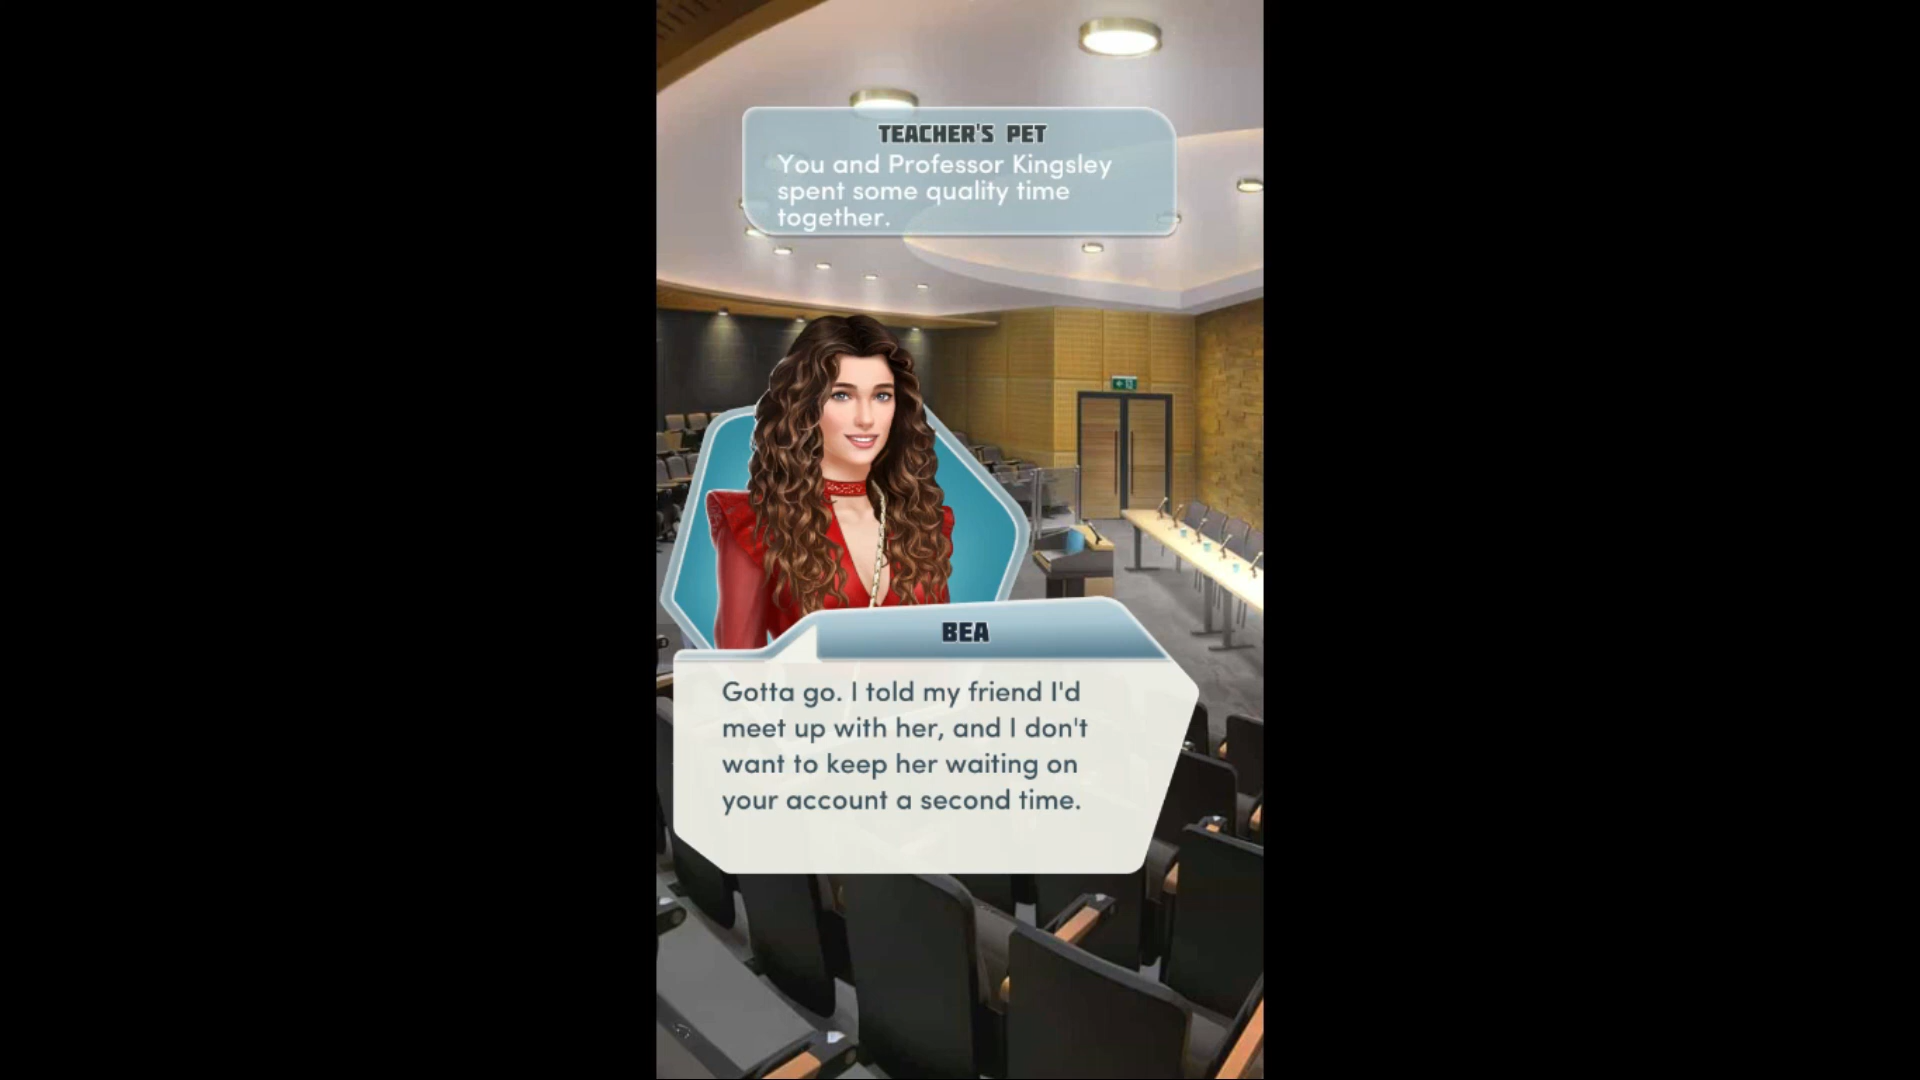 TEACHER'S PET
You and Professor Kingsley
spent some quality time
together.
BEA
Gotta go. I told my friend I'd
meet up with her, and I don't
want to keep her waiting on
your account a second time.